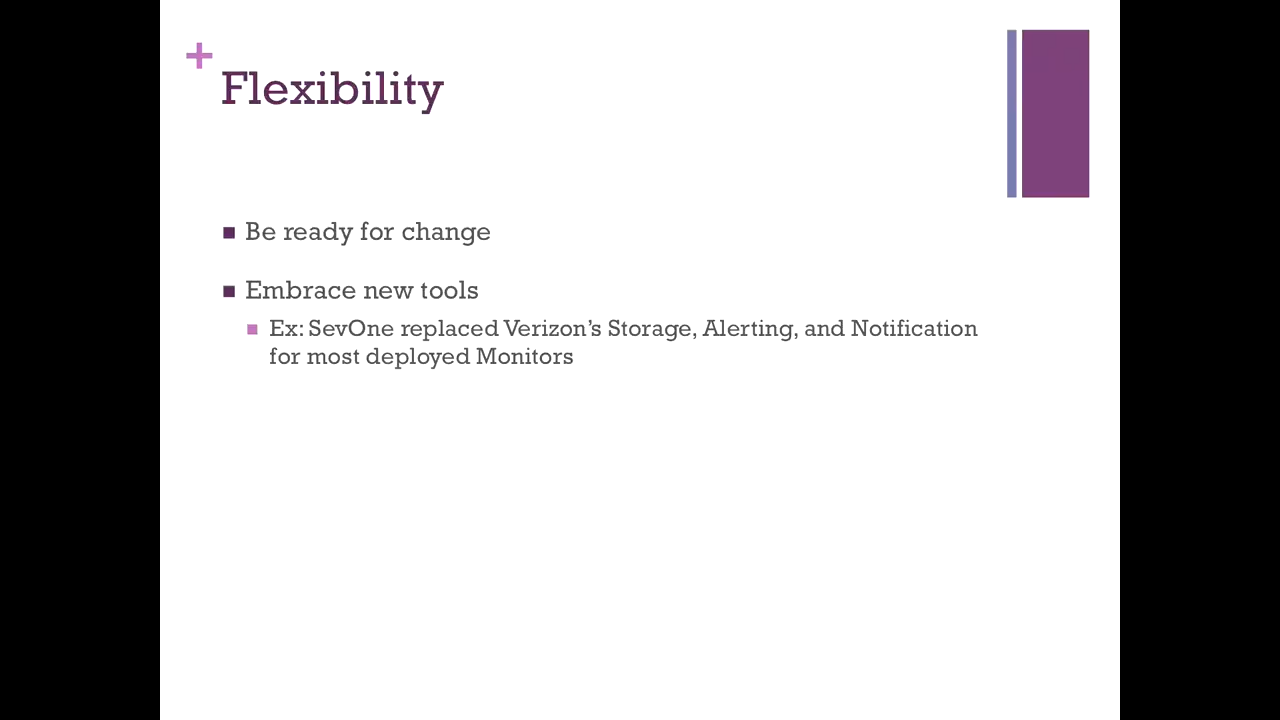 +
Flexibility
■ Be ready for change
■ Embrace new tools
■ Ex: SevOne replaced Verizon’s Storage, Alerting, and Notification
for most deployed Monitors